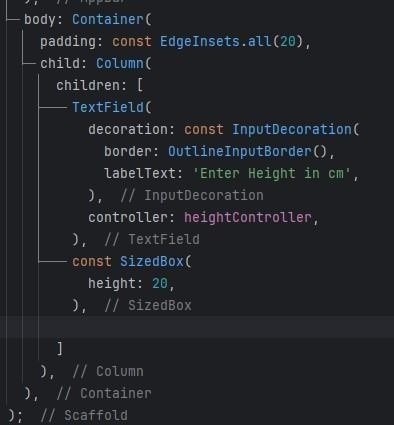 ), // AppBar
body: Container(
padding: const EdgeInsets.all(20),
child: Column(
children: [
TextField(
decoration: const InputDecoration(
border: OutlineInputBorder(),
labelText: 'Enter Height in cm',
), // InputDecoration
controller: heightController,
), // TextField
const SizedBox(
height: 20,
), // SizedBox
]
), // Column
), // Container
); // Scaffold